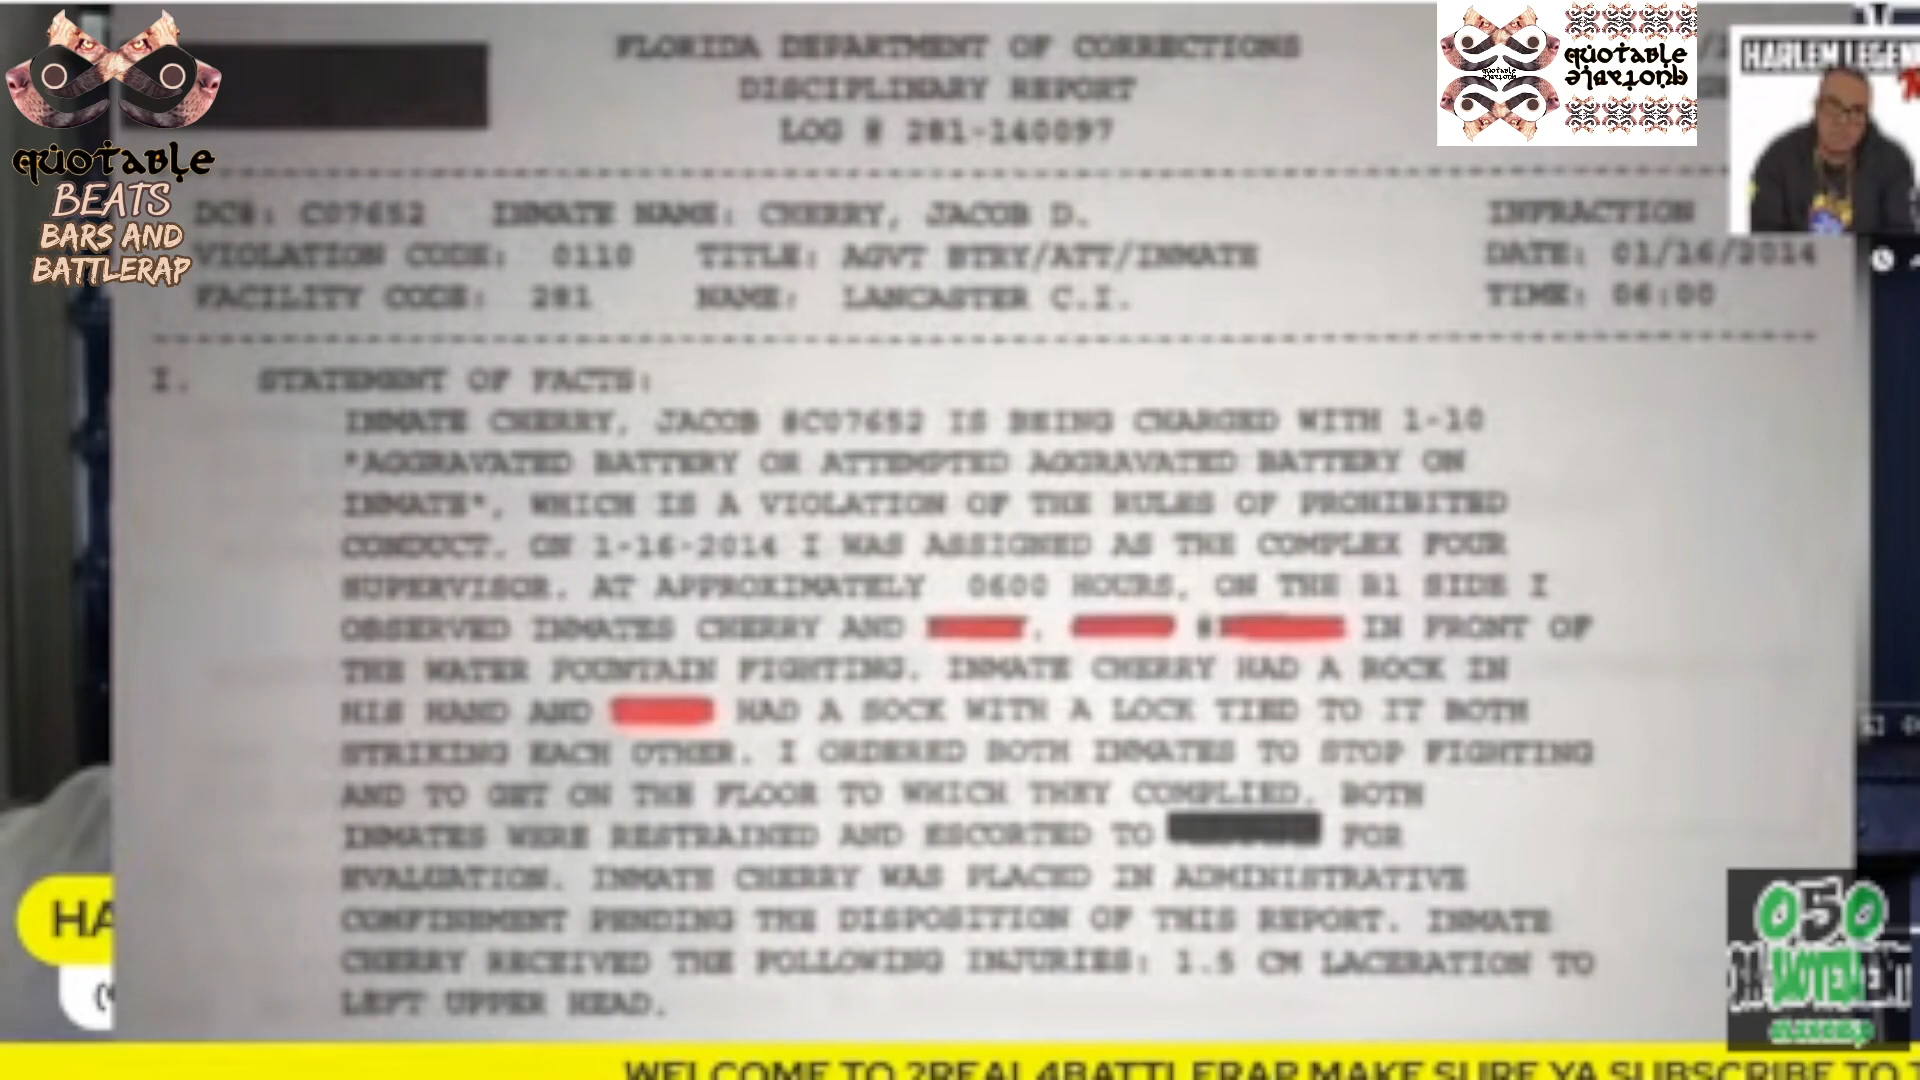 FLORIDA DEPARTMENT OF CORRECTIONS
DISCIPLINARY REPORT
LOG # 281-140097
DC#: C07652 INMATE NAME: CHERRY, JACOB D. INFRACTION
VIOLATION CODE: 0110 TITLE: AGVT BTRY/ATT/INMATE DATE: 01/16/2014
FACILITY CODE: 281 NAME: LANCASTER C.I. TIME: 06:00
I. STATEMENT OF FACTS:
INMATE CHERRY, JACOB #C07652 IS BEING CHARGED WITH 1-10
"AGGRAVATED BATTERY OR ATTEMPTED AGGRAVATED BATTERY ON
INMATE", WHICH IS A VIOLATION OF THE RULES OF PROHIBITED
CONDUCT. ON 1-16-2014 I WAS ASSIGNED AS THE COMPLEX FOUR
SUPERVISOR. AT APPROXIMATELY 0600 HOURS, ON THE B1 SIDE I
OBSERVED INMATES CHERRY AND , # IN FRONT OF
THE WATER FOUNTAIN FIGHTING. INMATE CHERRY HAD A ROCK IN
HIS HAND AND HAD A SOCK WITH A LOCK TIED TO IT BOTH
STRIKING EACH OTHER. I ORDERED BOTH INMATES TO STOP FIGHTING
AND TO GET ON THE FLOOR TO WHICH THEY COMPLIED. BOTH
INMATES WERE RESTRAINED AND ESCORTED TO FOR
EVALUATION. INMATE CHERRY WAS PLACED IN ADMINISTRATIVE
CONFINEMENT PENDING THE DISPOSITION OF THIS REPORT. INMATE
CHERRY RECEIVED THE FOLLOWING INJURIES: 1.5 CM LACERATION TO
LEFT UPPER HEAD.
quotable
BEATS
BARS AND
BATTLERAP
quotable
quotable
HARLEM LEGEN
HA
050
DA MOVEMENT
WELCOME TO 2REAL4BATTLERAP MAKE SURE YA SUBSCRIBE TO T